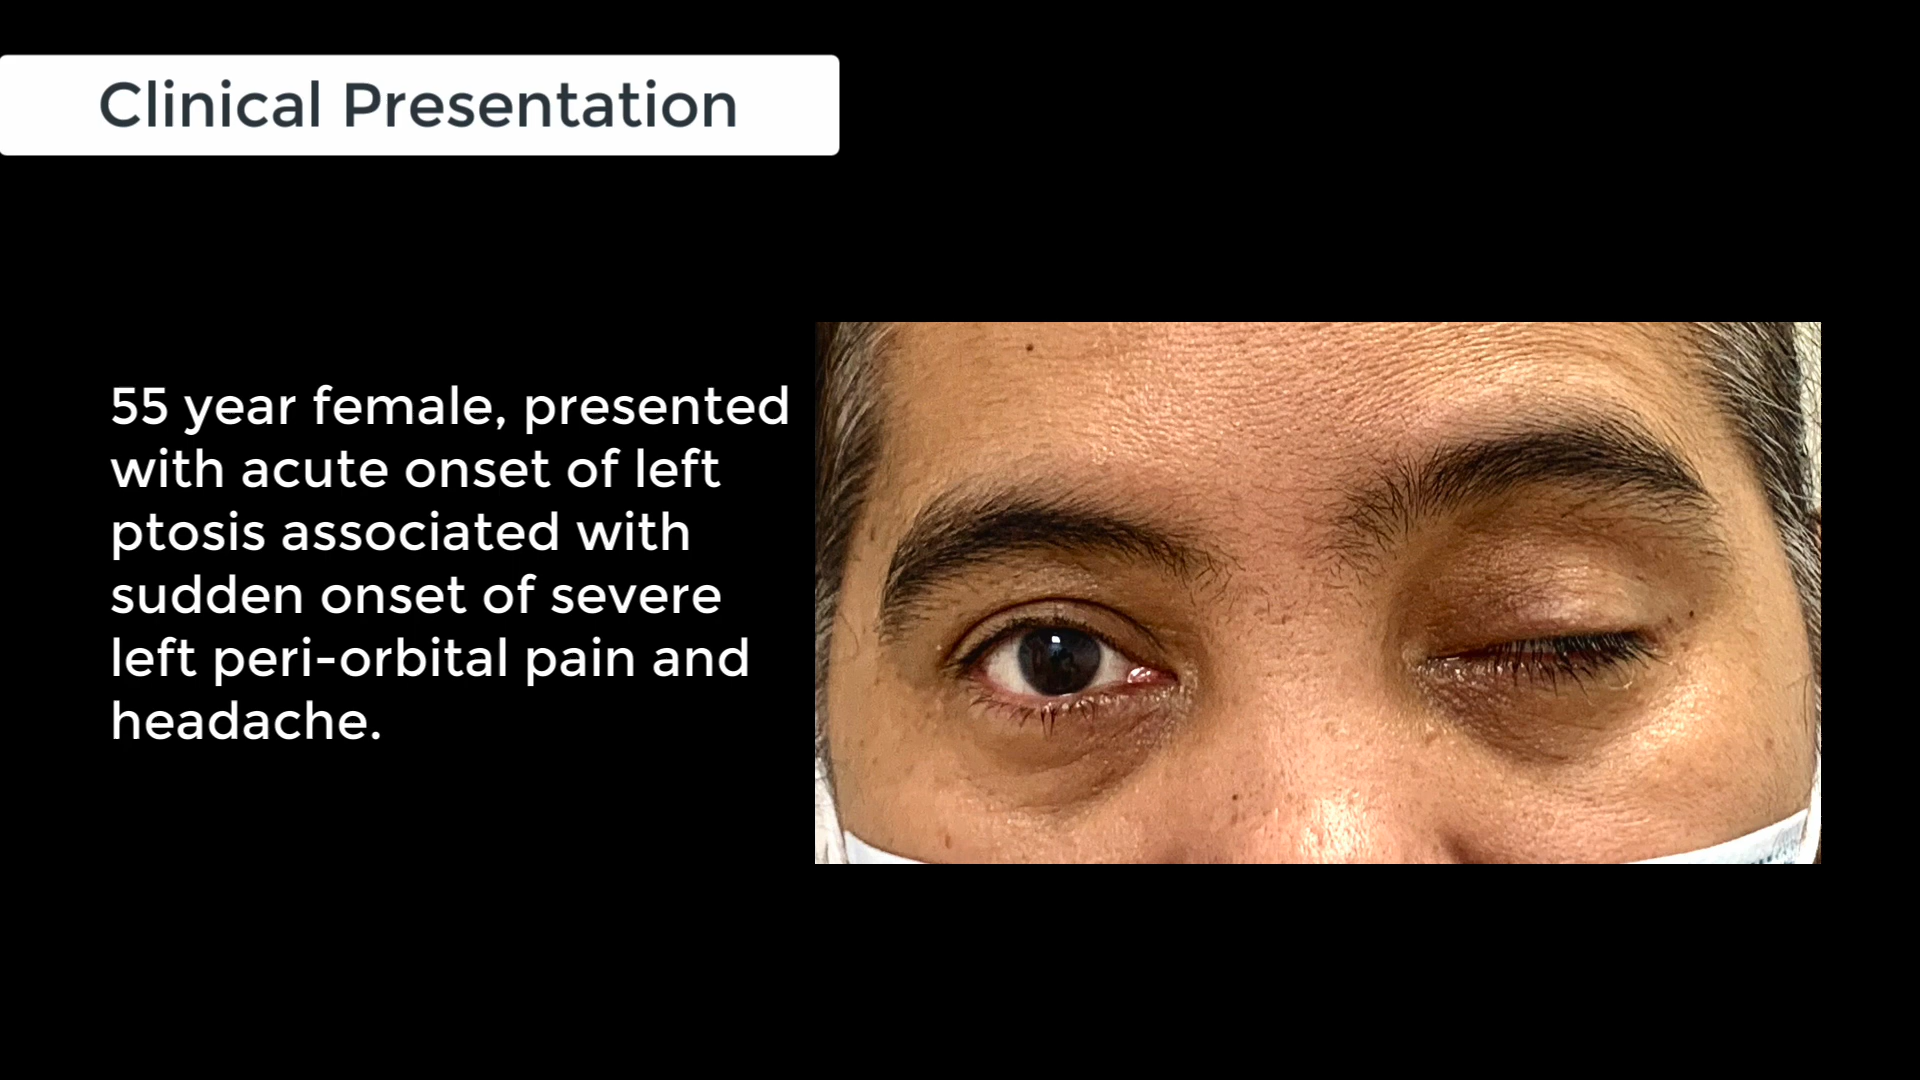 Clinical Presentation
55 year female, presented
with acute onset of left
ptosis associated with
sudden onset of severe
left peri-orbital pain and
headache.